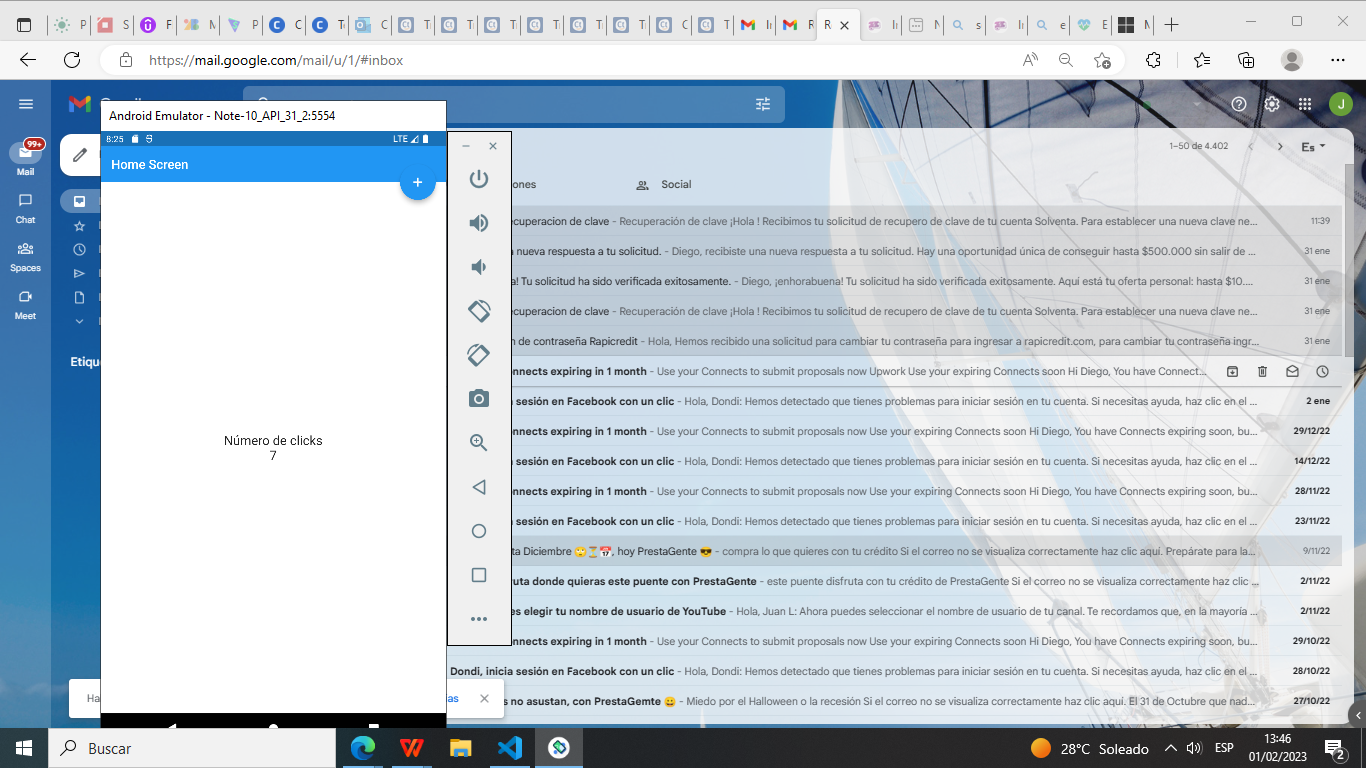 https://mail.google.com/mail/u/1/#inbox
Android Emulator - Note-10_API_31_2:5554
8:25
LTE
Home Screen
+
Número de clicks
7
99+
Mail
Chat
Spaces
Meet
J
1–50 de 4.402
Es
Social
- Recuperación de clave ¡Hola ! Recibimos tu solicitud de recupero de clave de tu cuenta Solventa. Para establecer una nueva clave ne... 11:39
nueva respuesta a tu solicitud. - Diego, recibiste una nueva respuesta a tu solicitud. Hay una oportunidad única de conseguir hasta $500.000 sin salir de ... 31 ene
Tu solicitud ha sido verificada exitosamente. - Diego, ¡enhorabuena! Tu solicitud ha sido verificada exitosamente. Aquí está tu oferta personal: hasta $10.... 31 ene
de clave - Recuperación de clave ¡Hola ! Recibimos tu solicitud de recupero de clave de tu cuenta Solventa. Para establecer una nueva clave ne... 31 ene
de contraseña Rapicredit - Hola, Hemos recibido una solicitud para cambiar tu contraseña para ingresar a rapicredit.com, para cambiar tu contraseña ingr... 31 ene
expiring in 1 month - Use your Connects to submit proposals now Upwork Use your expiring Connects soon Hi Diego, You have Connect...
sesión en Facebook con un clic - Hola, Dondi: Hemos detectado que tienes problemas para iniciar sesión en tu cuenta. Si necesitas ayuda, haz clic en el ... 2 ene
expiring in 1 month - Use your Connects to submit proposals now Use your expiring Connects soon Hi Diego, You have Connects expiring soon, bu... 29/12/22
sesión en Facebook con un clic - Hola, Dondi: Hemos detectado que tienes problemas para iniciar sesión en tu cuenta. Si necesitas ayuda, haz clic en el ... 14/12/22
expiring in 1 month - Use your Connects to submit proposals now Use your expiring Connects soon Hi Diego, You have Connects expiring soon, bu... 28/11/22
sesión en Facebook con un clic - Hola, Dondi: Hemos detectado que tienes problemas para iniciar sesión en tu cuenta. Si necesitas ayuda, haz clic en el ... 23/11/22
Diciembre 🙄⏳📅, hoy PrestaGente 😎 - compra lo que quieres con tu crédito Si el correo no se visualiza correctamente haz clic aquí. Prepárate para la... 9/11/22
donde quieras este puente con PrestaGente - este puente disfruta con tu crédito de PrestaGente Si el correo no se visualiza correctamente haz clic ... 2/11/22
elegir tu nombre de usuario de YouTube - Hola, Juan L: Ahora puedes seleccionar el nombre de usuario de tu canal. Te recordamos que, en la mayoría ... 2/11/22
expiring in 1 month - Use your Connects to submit proposals now Use your expiring Connects soon Hi Diego, You have Connects expiring soon, bu... 29/10/22
Dondi, inicia sesión en Facebook con un clic - Hola, Dondi: Hemos detectado que tienes problemas para iniciar sesión en tu cuenta. Si necesitas ayuda, haz clic en el ... 28/10/22
no asustan, con PrestaGemte 😀 - Miedo por el Halloween o la recesión Si el correo no se visualiza correctamente haz clic aquí. El 31 de Octubre que nad... 27/10/22
Buscar
28°C Soleado
ESP
13:46
01/02/2023
2